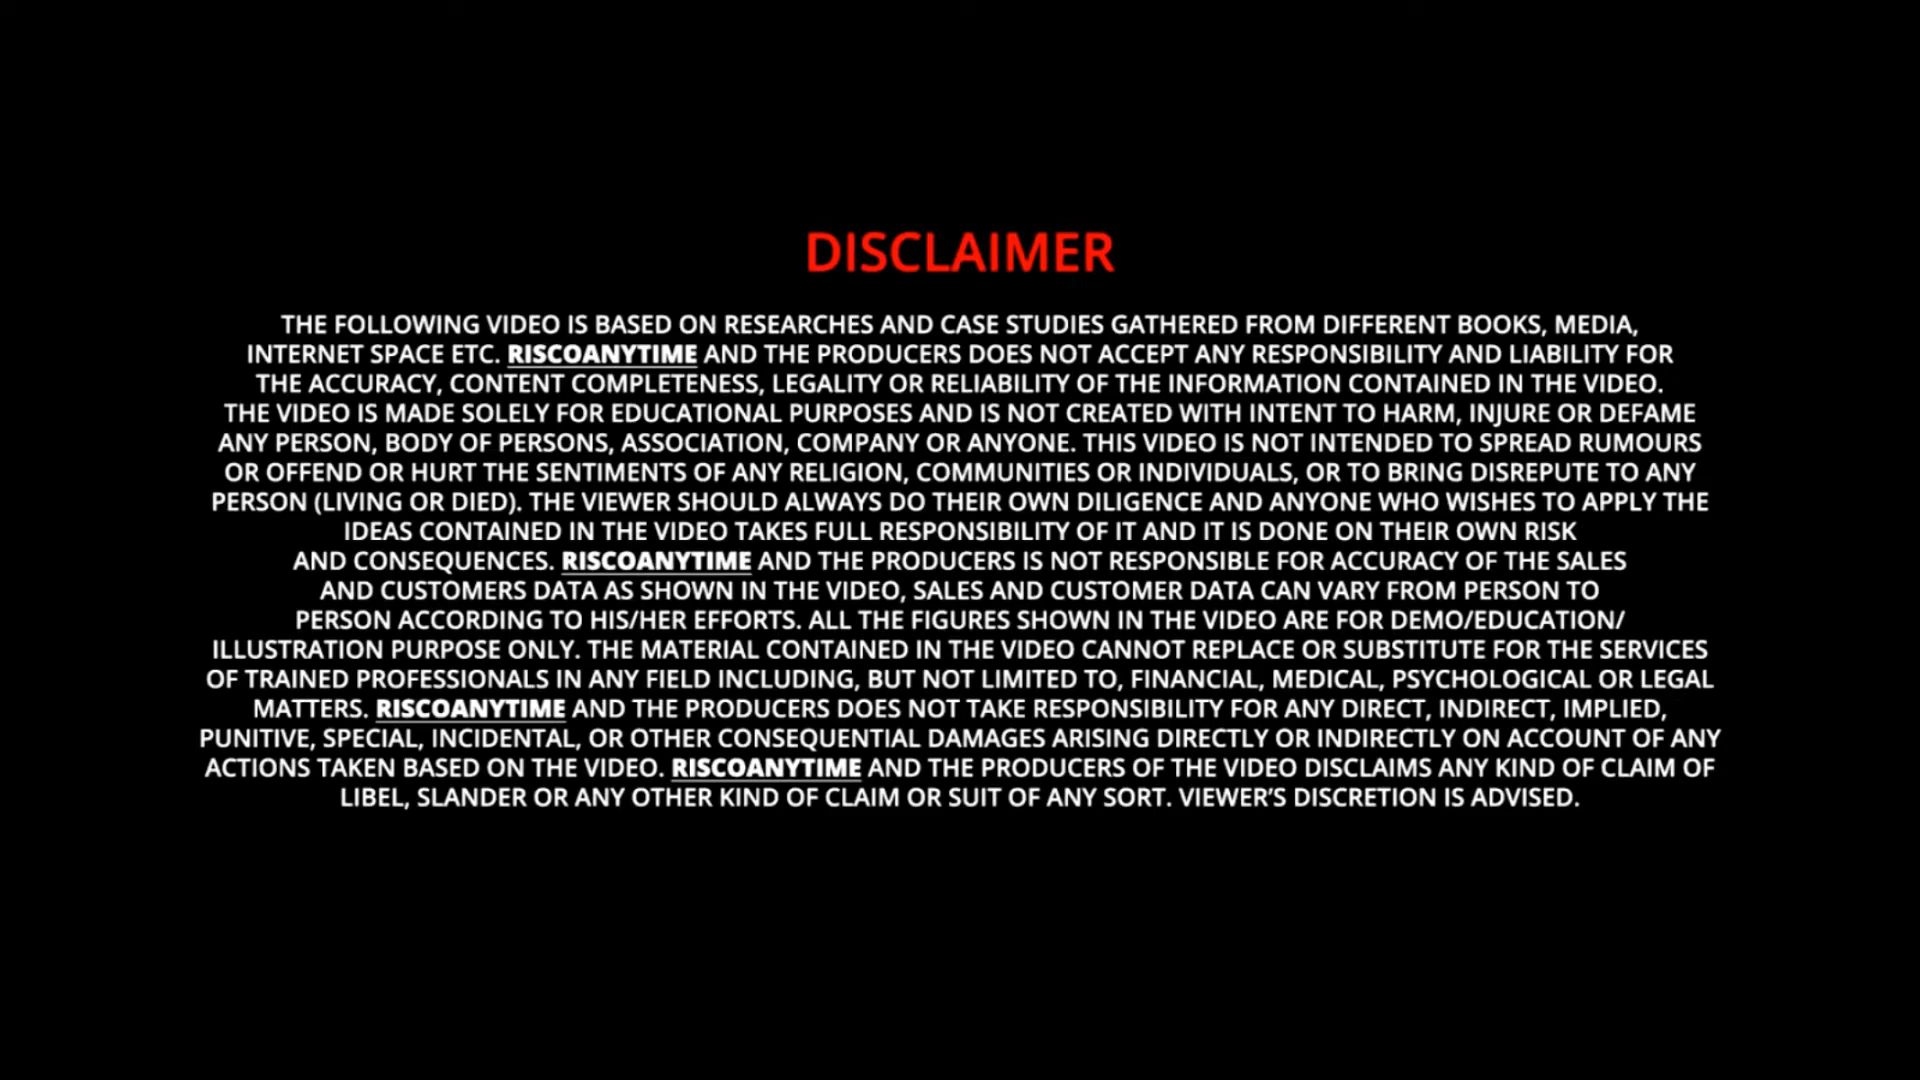 DISCLAIMER
THE FOLLOWING VIDEO IS BASED ON RESEARCHES AND CASE STUDIES GATHERED FROM DIFFERENT BOOKS, MEDIA,
INTERNET SPACE ETC. RISCOANYTIME AND THE PRODUCERS DOES NOT ACCEPT ANY RESPONSIBILITY AND LIABILITY FOR
THE ACCURACY, CONTENT COMPLETENESS, LEGALITY OR RELIABILITY OF THE INFORMATION CONTAINED IN THE VIDEO.
THE VIDEO IS MADE SOLELY FOR EDUCATIONAL PURPOSES AND IS NOT CREATED WITH INTENT TO HARM, INJURE OR DEFAME
ANY PERSON, BODY OF PERSONS, ASSOCIATION, COMPANY OR ANYONE. THIS VIDEO IS NOT INTENDED TO SPREAD RUMOURS
OR OFFEND OR HURT THE SENTIMENTS OF ANY RELIGION, COMMUNITIES OR INDIVIDUALS, OR TO BRING DISREPUTE TO ANY
PERSON (LIVING OR DIED). THE VIEWER SHOULD ALWAYS DO THEIR OWN DILIGENCE AND ANYONE WHO WISHES TO APPLY THE
IDEAS CONTAINED IN THE VIDEO TAKES FULL RESPONSIBILITY OF IT AND IT IS DONE ON THEIR OWN RISK
AND CONSEQUENCES. RISCOANYTIME AND THE PRODUCERS IS NOT RESPONSIBLE FOR ACCURACY OF THE SALES
AND CUSTOMERS DATA AS SHOWN IN THE VIDEO, SALES AND CUSTOMER DATA CAN VARY FROM PERSON TO
PERSON ACCORDING TO HIS/HER EFFORTS. ALL THE FIGURES SHOWN IN THE VIDEO ARE FOR DEMO/EDUCATION/
ILLUSTRATION PURPOSE ONLY. THE MATERIAL CONTAINED IN THE VIDEO CANNOT REPLACE OR SUBSTITUTE FOR THE SERVICES
OF TRAINED PROFESSIONALS IN ANY FIELD INCLUDING, BUT NOT LIMITED TO, FINANCIAL, MEDICAL, PSYCHOLOGICAL OR LEGAL
MATTERS. RISCOANYTIME AND THE PRODUCERS DOES NOT TAKE RESPONSIBILITY FOR ANY DIRECT, INDIRECT, IMPLIED,
PUNITIVE, SPECIAL, INCIDENTAL, OR OTHER CONSEQUENTIAL DAMAGES ARISING DIRECTLY OR INDIRECTLY ON ACCOUNT OF ANY
ACTIONS TAKEN BASED ON THE VIDEO. RISCOANYTIME AND THE PRODUCERS OF THE VIDEO DISCLAIMS ANY KIND OF CLAIM OF
LIBEL, SLANDER OR ANY OTHER KIND OF CLAIM OR SUIT OF ANY SORT. VIEWER’S DISCRETION IS ADVISED.